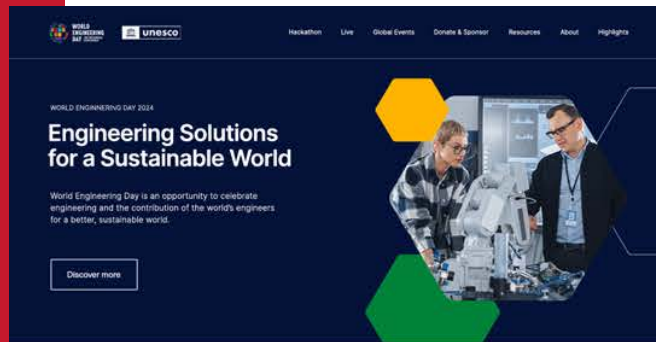 WORLD
ENGINEERING
DAY
unesco
Hackathon Live Global Events Donate & Sponsor Resources About Highlights
WORLD ENGINNERING DAY 2024
Engineering Solutions
for a Sustainable World
World Engineering Day is an opportunity to celebrate
engineering and the contribution of the world's engineers
for a better, sustainable world.
Discover more